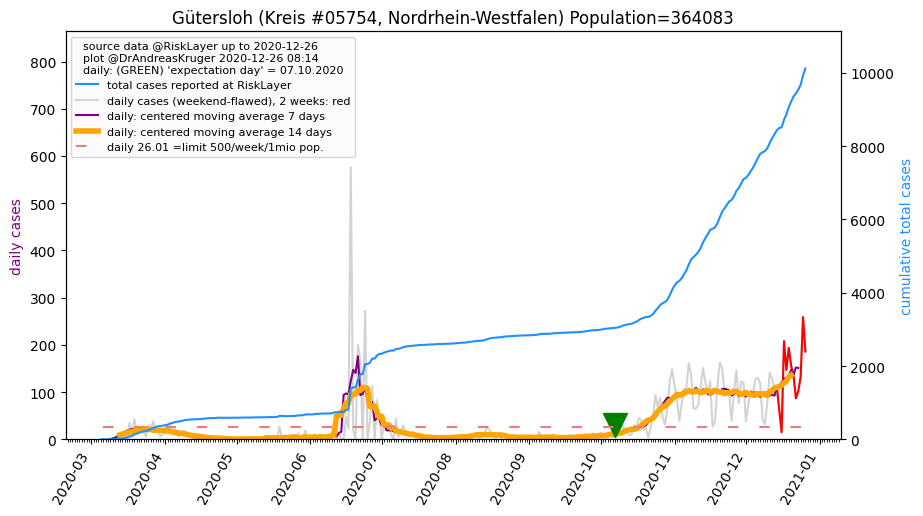 Gütersloh (Kreis #05754, Nordrhein-Westfalen) Population=364083
source data @RiskLayer up to 2020-12-26
plot @DrAndreasKruger 2020-12-26 08:14
daily: (GREEN) 'expectation day' = 07.10.2020
total cases reported at RiskLayer
daily cases (weekend-flawed), 2 weeks: red
daily: centered moving average 7 days
daily: centered moving average 14 days
daily 26.01 =limit 500/week/1mio pop.
daily cases
800
700
600
500
400
300
200
100
0
cumulative total cases
10000
8000
6000
4000
2000
0
2020-03
2020-04
2020-05
2020-06
2020-07
2020-08
2020-09
2020-10
2020-11
2020-12
2021-01